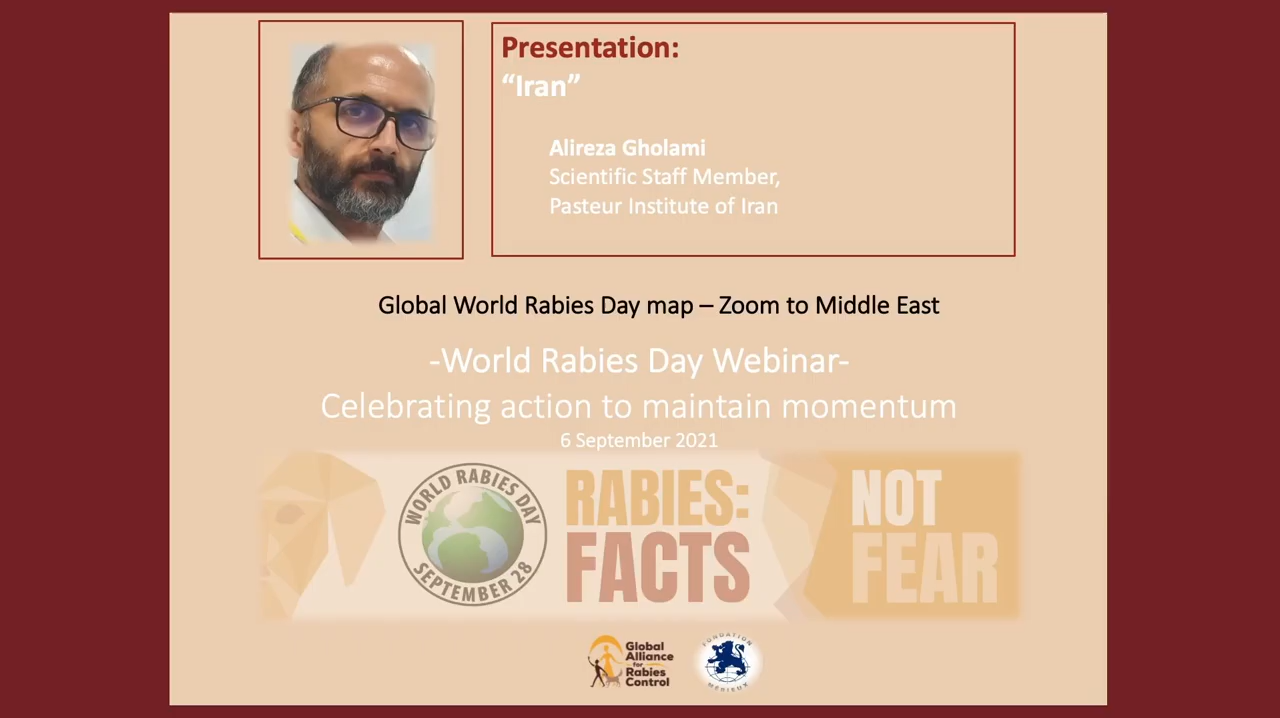 Presentation:
“Iran”
Alireza Gholami
Scientific Staff Member,
Pasteur Institute of Iran
Global World Rabies Day map – Zoom to Middle East
-World Rabies Day Webinar-
Celebrating action to maintain momentum
6 September 2021
WORLD RABIES DAY
SEPTEMBER 28
RABIES:
FACTS
NOT
FEAR
Global
Alliance
for
Rabies
Control
FONDATION
MÉRIEUX